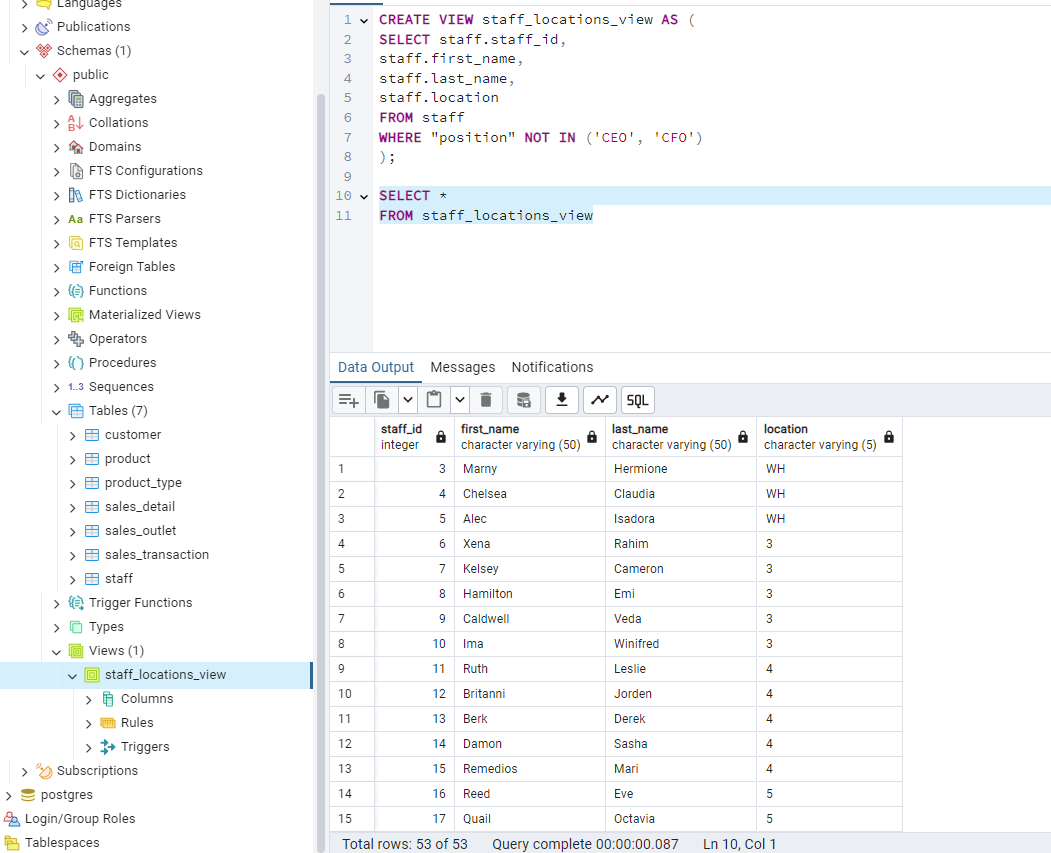 Languages
Publications
Schemas (1)
public
Aggregates
Collations
Domains
FTS Configurations
FTS Dictionaries
Aa FTS Parsers
FTS Templates
Foreign Tables
Functions
Materialized Views
Operators
Procedures
1..3 Sequences
Tables (7)
customer
product
product_type
sales_detail
sales_outlet
sales_transaction
staff
Trigger Functions
Types
Views (1)
staff_locations_view
Columns
Rules
Triggers
Subscriptions
postgres
Login/Group Roles
Tablespaces
1 CREATE VIEW staff_locations_view AS (
2 SELECT staff.staff_id,
3 staff.first_name,
4 staff.last_name,
5 staff.location
6 FROM staff
7 WHERE "position" NOT IN ('CEO', 'CFO')
8 );
9
10 SELECT *
11 FROM staff_locations_view
Data Output Messages Notifications
SQL
staff_id first_name last_name location
integer character varying (50) character varying (50) character varying (5)
1 3 Marny Hermione WH
2 4 Chelsea Claudia WH
3 5 Alec Isadora WH
4 6 Xena Rahim 3
5 7 Kelsey Cameron 3
6 8 Hamilton Emi 3
7 9 Caldwell Veda 3
8 10 Ima Winifred 3
9 11 Ruth Leslie 4
10 12 Britanni Jorden 4
11 13 Berk Derek 4
12 14 Damon Sasha 4
13 15 Remedios Mari 4
14 16 Reed Eve 5
15 17 Quail Octavia 5
Total rows: 53 of 53 Query complete 00:00:00.087 Ln 10, Col 1